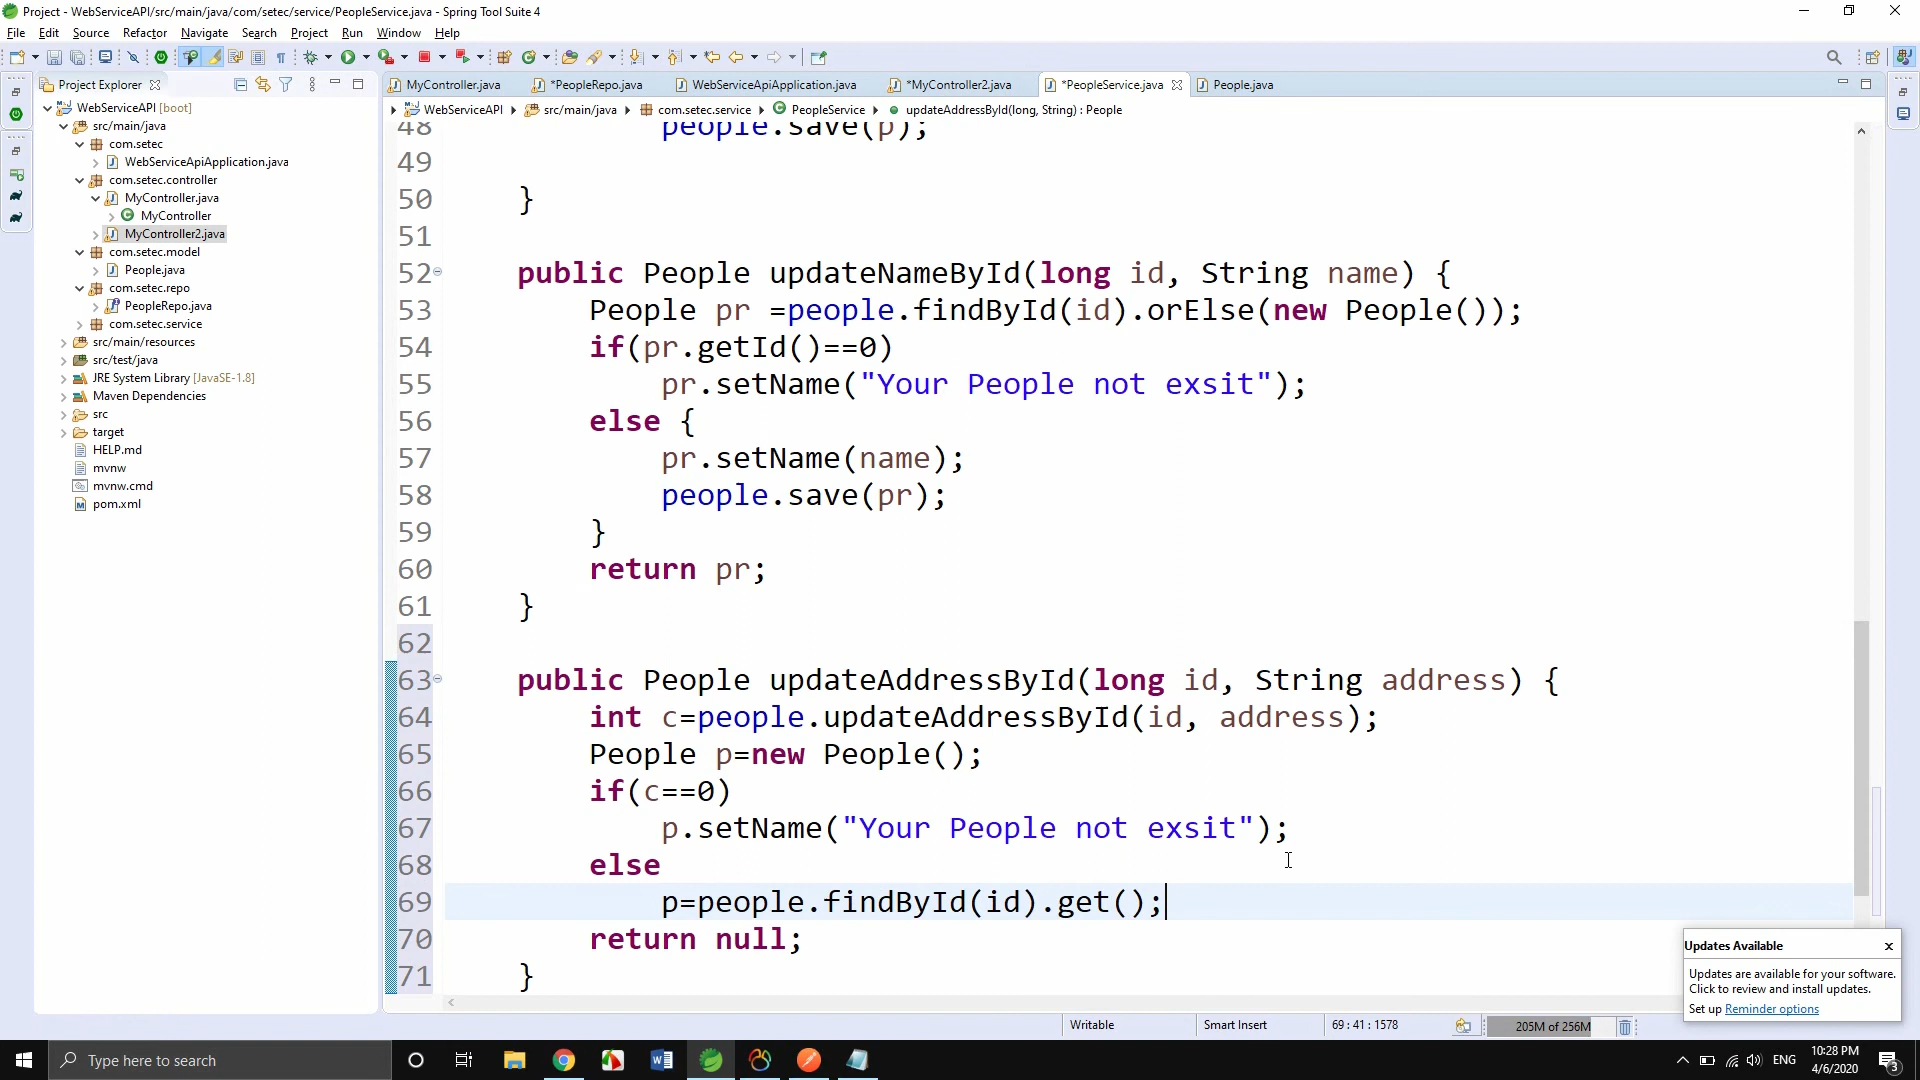 Project - WebServiceAPI/src/main/java/com/setec/service/PeopleService.java - Spring Tool Suite 4
File Edit Source Refactor Navigate Search Project Run Window Help
Project Explorer
MyController.java
*PeopleRepo.java
WebServiceApiApplication.java
*MyController2.java
*PeopleService.java
People.java
WebServiceAPI [boot]
src/main/java
com.setec
WebServiceApiApplication.java
com.setec.controller
MyController.java
MyController
MyController2.java
com.setec.model
People.java
com.setec.repo
PeopleRepo.java
com.setec.service
src/main/resources
src/test/java
JRE System Library [JavaSE-1.8]
Maven Dependencies
src
target
HELP.md
mvnw
mvnw.cmd
pom.xml
WebServiceAPI src/main/java com.setec.service PeopleService updateAddressById(long, String) : People
48 people.save(p);
49
50 }
51
52 public People updateNameById(long id, String name) {
53 People pr =people.findById(id).orElse(new People());
54 if(pr.getId()==0)
55 pr.setName("Your People not exsit");
56 else {
57 pr.setName(name);
58 people.save(pr);
59 }
60 return pr;
61 }
62
63 public People updateAddressById(long id, String address) {
64 int c=people.updateAddressById(id, address);
65 People p=new People();
66 if(c==0)
67 p.setName("Your People not exsit");
68 else
69 p=people.findById(id).get();
70 return null;
71 }
Updates Available
Updates are available for your software.
Click to review and install updates.
Set up Reminder options
Writable Smart Insert 69 : 41 : 1578 205M of 256M
Type here to search
ENG
10:28 PM
4/6/2020
3